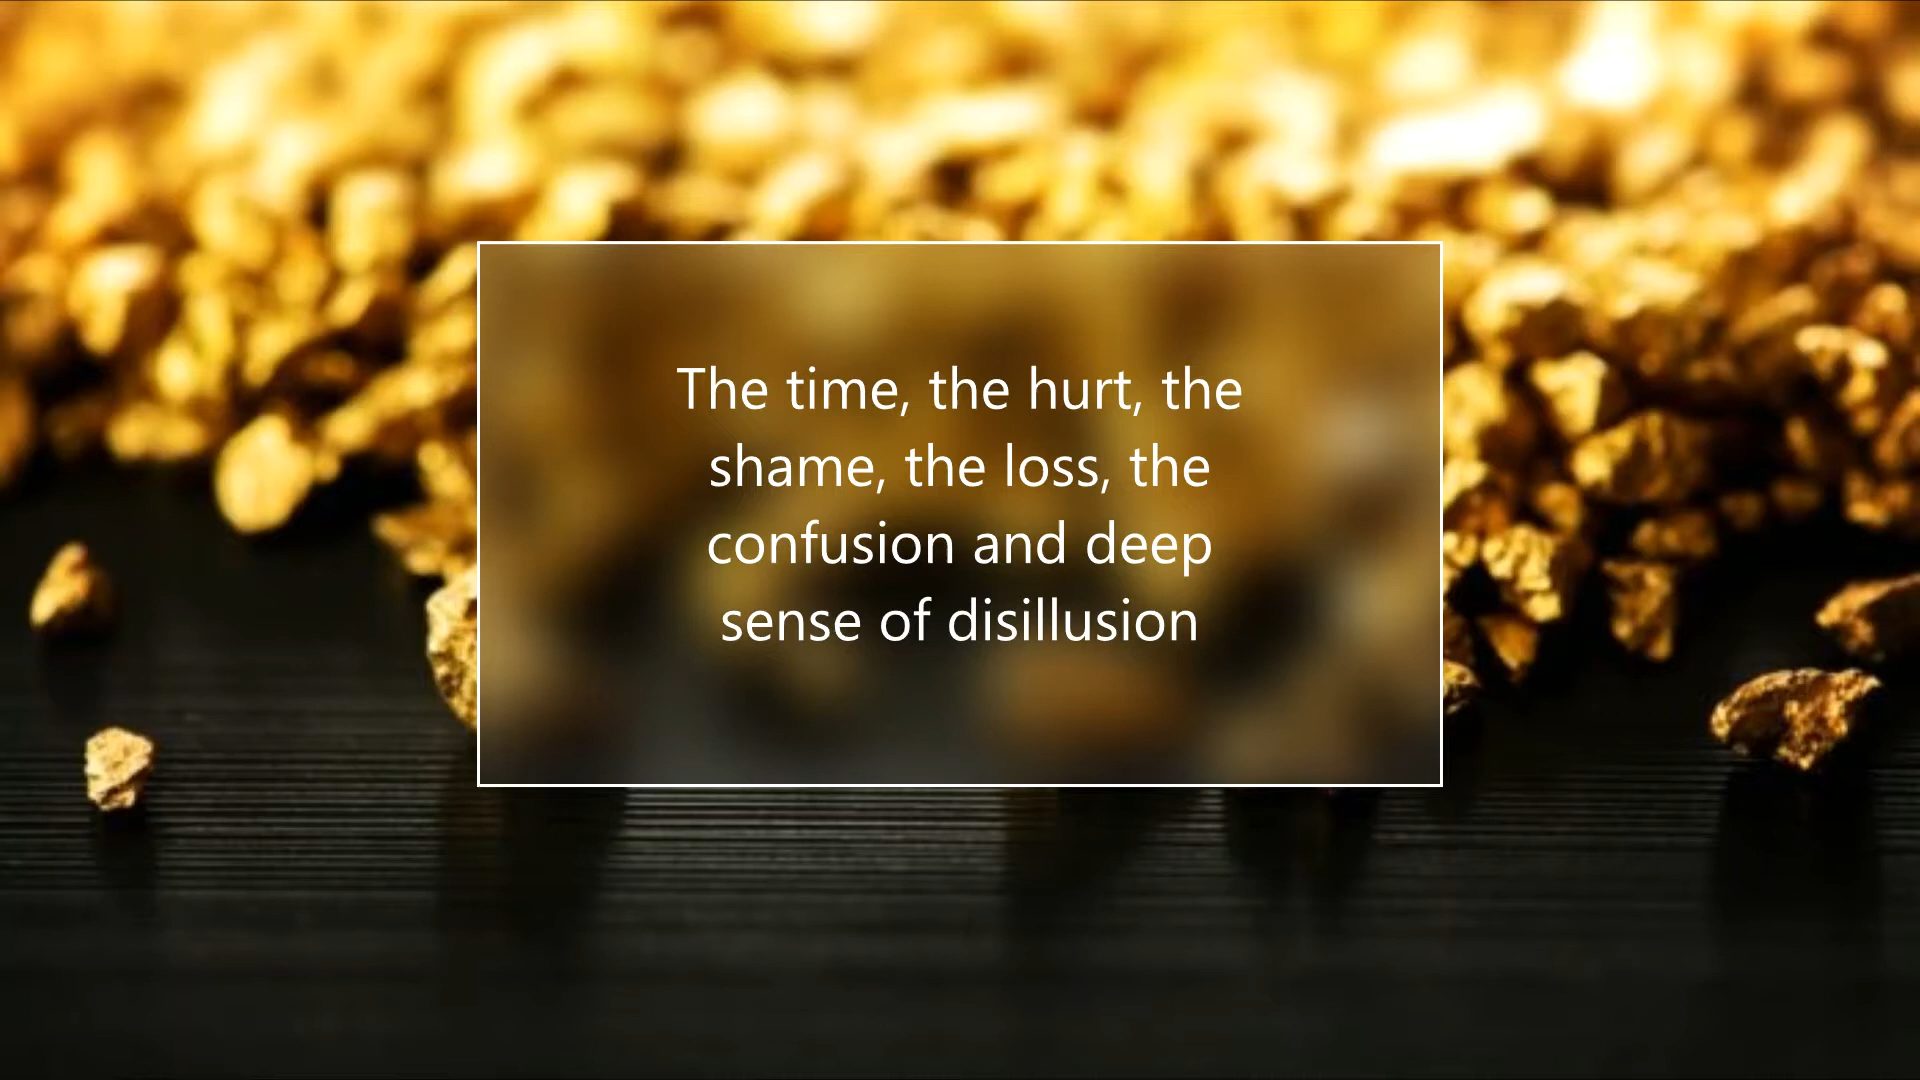 The time, the hurt, the
shame, the loss, the
confusion and deep
sense of disillusion